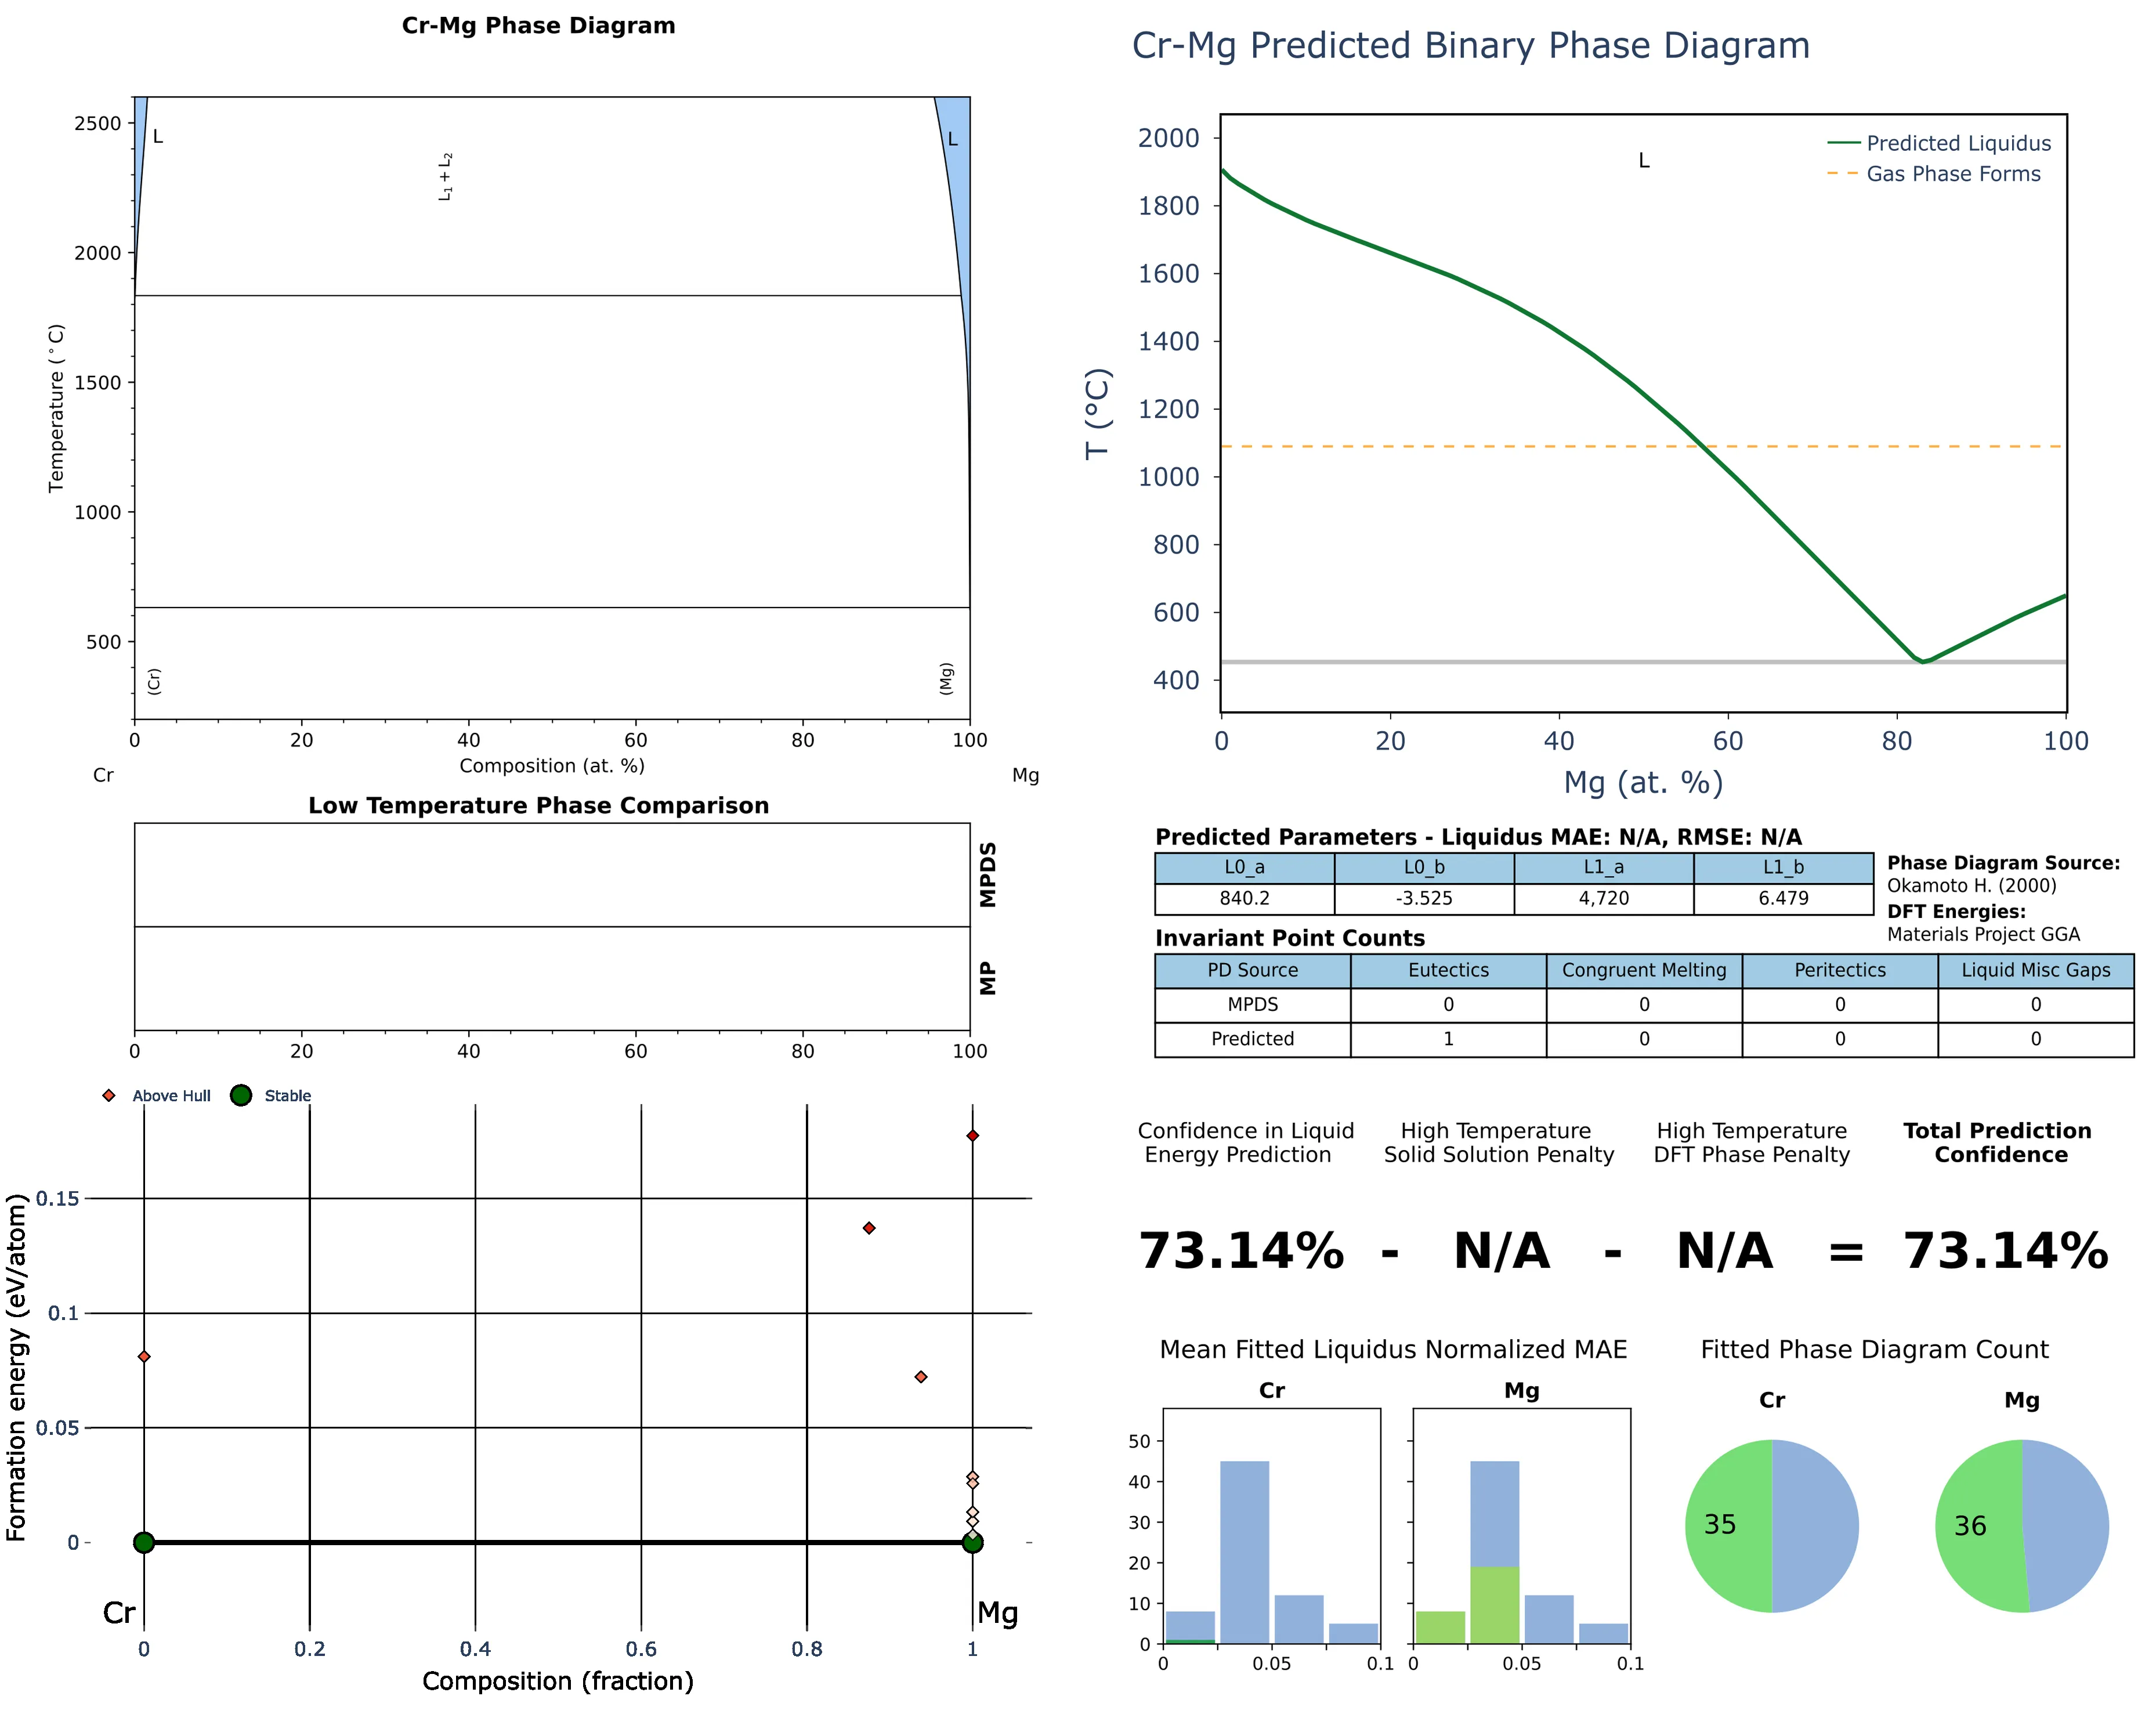 Cr-Mg Phase Diagram
2500
2000
1500
1000
500
Temperature (°C)
L
L₁ + L₂
L
(Cr)
(Mg)
0 20 40 60 80 100
Composition (at. %)
Cr
Mg
Low Temperature Phase Comparison
MPDS
MP
0 20 40 60 80 100
Above Hull
Stable
Formation energy (eV/atom)
0.15
0.1
0.05
0
Cr
Mg
0 0.2 0.4 0.6 0.8 1
Composition (fraction)
Cr-Mg Predicted Binary Phase Diagram
2000
1800
1600
1400
1200
1000
800
600
400
T (°C)
L
Predicted Liquidus
Gas Phase Forms
0 20 40 60 80 100
Mg (at. %)
Predicted Parameters - Liquidus MAE: N/A, RMSE: N/A
L0_a L0_b L1_a L1_b
840.2 -3.525 4,720 6.479
Phase Diagram Source:
Okamoto H. (2000)
DFT Energies:
Materials Project GGA
Invariant Point Counts
PD Source Eutectics Congruent Melting Peritectics Liquid Misc Gaps
MPDS 0 0 0 0
Predicted 1 0 0 0
Confidence in Liquid
Energy Prediction
High Temperature
Solid Solution Penalty
High Temperature
DFT Phase Penalty
Total Prediction
Confidence
73.14% - N/A - N/A = 73.14%
Mean Fitted Liquidus Normalized MAE
Cr
Mg
50
40
30
20
10
0
0 0.05 0.1
0 0.05 0.1
Fitted Phase Diagram Count
Cr
Mg
35
36